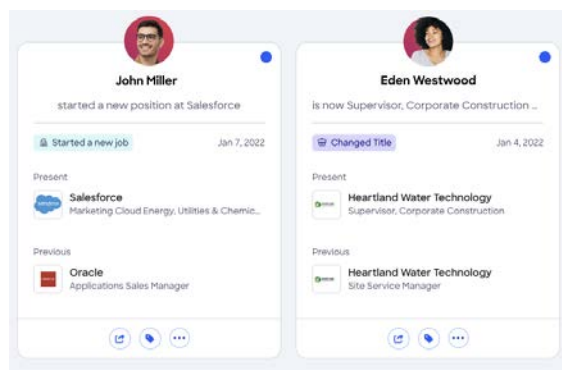 John Miller
started a new position at Salesforce
Started a new job
Jan 7, 2022
Present
Salesforce
Marketing Cloud Energy, Utilities & Chemic...
Previous
Oracle
Applications Sales Manager
Eden Westwood
is now Supervisor, Corporate Construction ...
Changed Title
Jan 4, 2022
Present
Heartland Water Technology
Supervisor, Corporate Construction
Previous
Heartland Water Technology
Site Service Manager